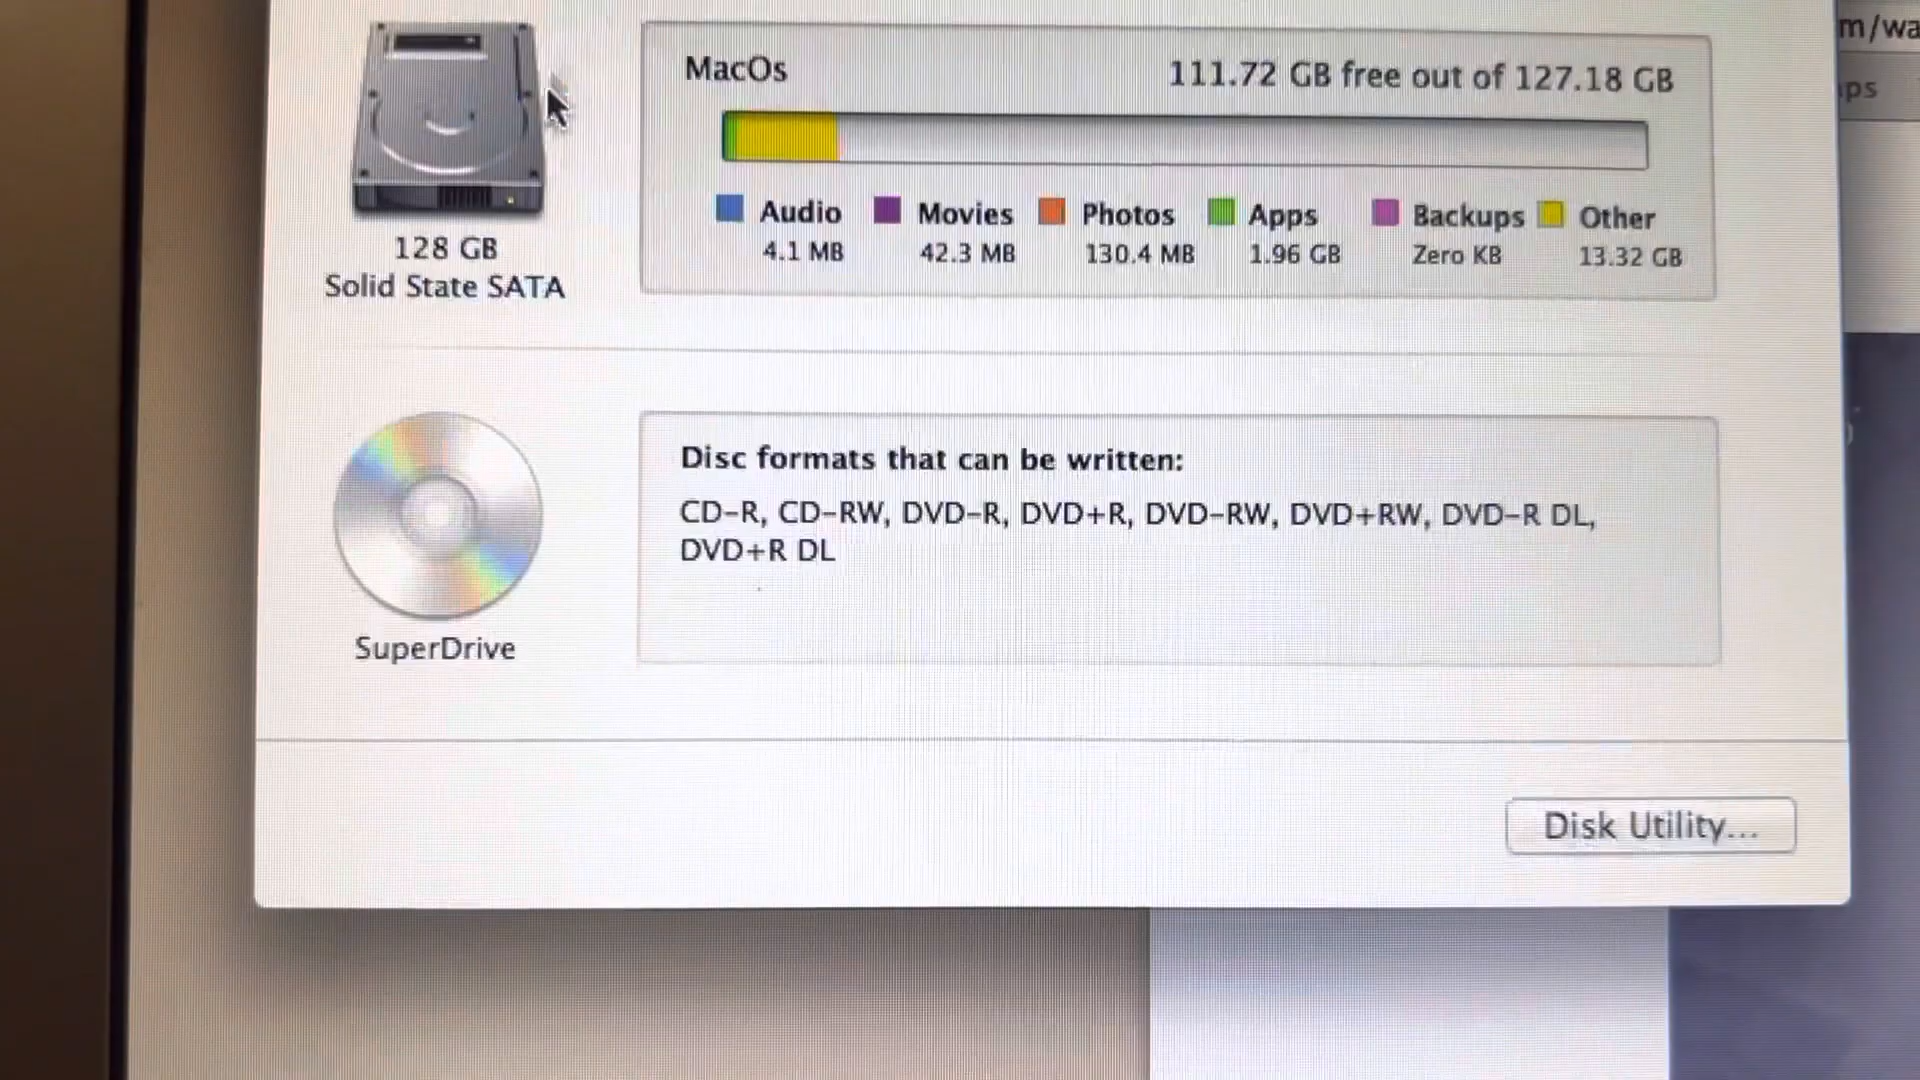 m/wa
MacOs 111.72 GB free out of 127.18 GB
ps
Audio Movies Photos Apps Backups Other
4.1 MB 42.3 MB 130.4 MB 1.96 GB Zero KB 13.32 GB
128 GB
Solid State SATA
Disc formats that can be written:
CD-R, CD-RW, DVD-R, DVD+R, DVD-RW, DVD+RW, DVD-R DL,
DVD+R DL
SuperDrive
Disk Utility...